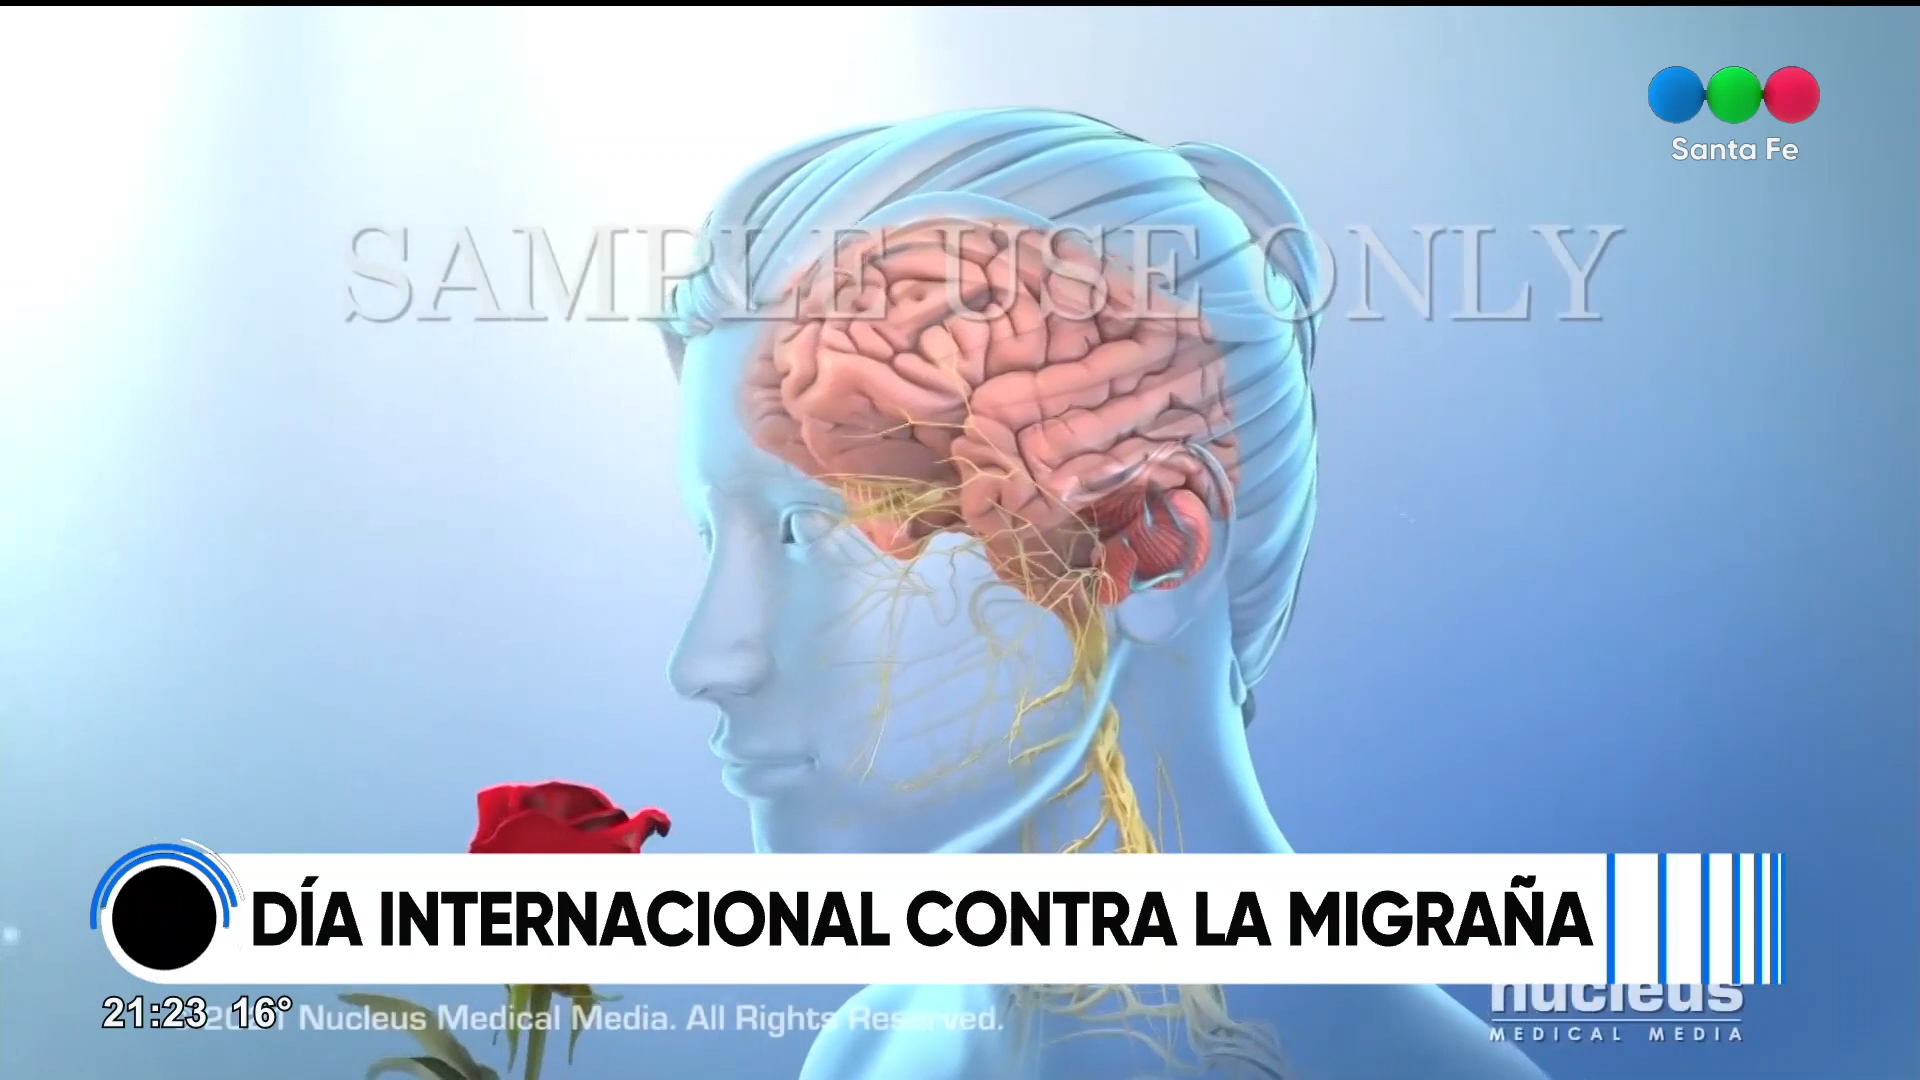 Santa Fe
SAMPLE USE ONLY
DÍA INTERNACIONAL CONTRA LA MIGRAÑA
21:23 16°
Nucleus Medical Media. All Rights Reserved.
nucleus
MEDICAL MEDIA